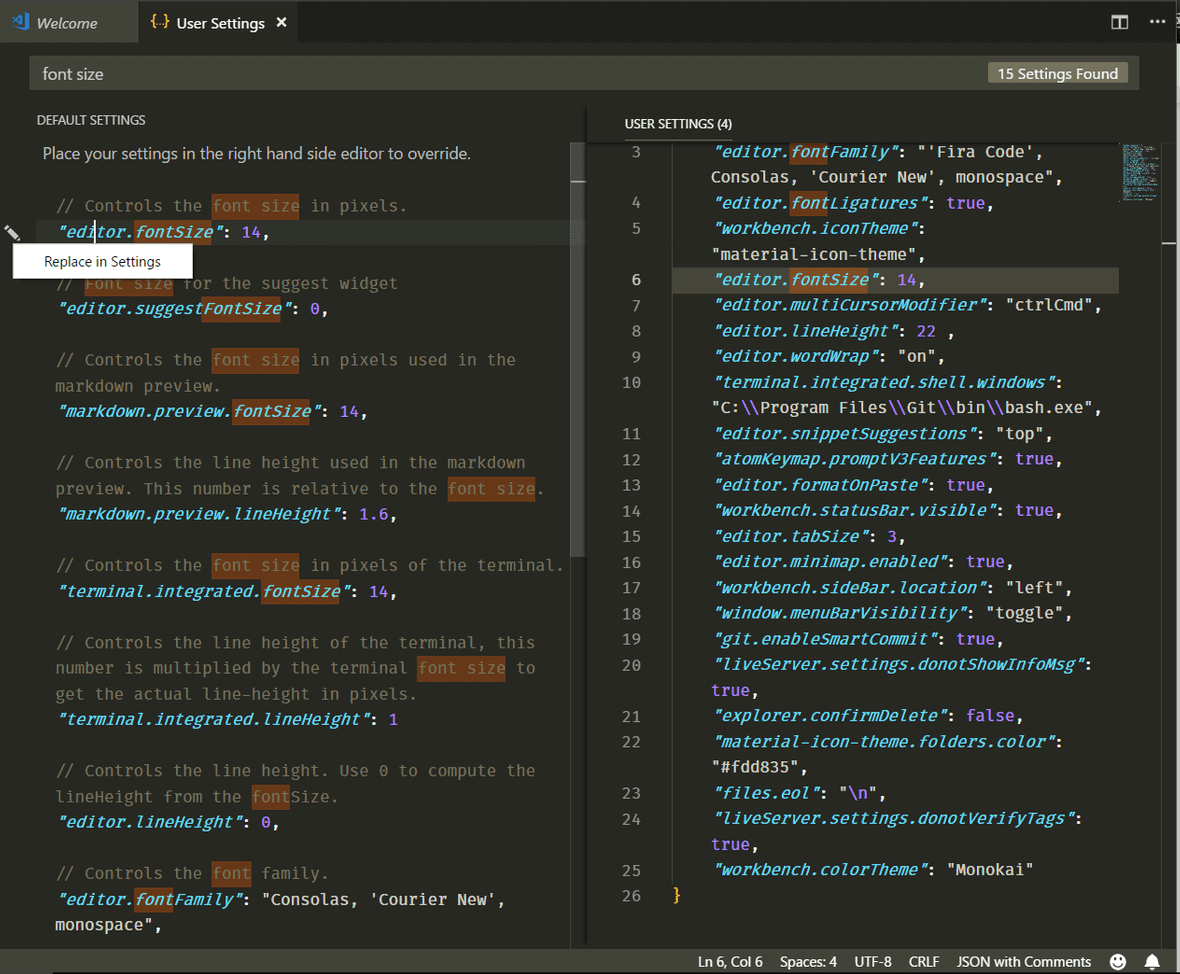 Welcome
{..} User Settings ×
font size
15 Settings Found
DEFAULT SETTINGS
Place your settings in the right hand side editor to override.
// Controls the font size in pixels.
"editor.fontSize": 14,
Replace in Settings
// Font size for the suggest widget
"editor.suggestFontSize": 0,
// Controls the font size in pixels used in the
markdown preview.
"markdown.preview.fontSize": 14,
// Controls the line height used in the markdown
preview. This number is relative to the font size.
"markdown.preview.lineHeight": 1.6,
// Controls the font size in pixels of the terminal.
"terminal.integrated.fontSize": 14,
// Controls the line height of the terminal, this
number is multiplied by the terminal font size to
get the actual line-height in pixels.
"terminal.integrated.lineHeight": 1
// Controls the line height. Use 0 to compute the
lineHeight from the fontSize.
"editor.lineHeight": 0,
// Controls the font family.
"editor.fontFamily": "Consolas, 'Courier New',
monospace",
USER SETTINGS (4)
3 "editor.fontFamily": "'Fira Code',
Consolas, 'Courier New', monospace",
4 "editor.fontLigatures": true,
5 "workbench.iconTheme":
"material-icon-theme",
6 "editor.fontSize": 14,
7 "editor.multiCursorModifier": "ctrlCmd",
8 "editor.lineHeight": 22 ,
9 "editor.wordWrap": "on",
10 "terminal.integrated.shell.windows":
"C:\\Program Files\\Git\\bin\\bash.exe",
11 "editor.snippetSuggestions": "top",
12 "atomKeymap.promptV3Features": true,
13 "editor.formatOnPaste": true,
14 "workbench.statusBar.visible": true,
15 "editor.tabSize": 3,
16 "editor.minimap.enabled": true,
17 "workbench.sideBar.location": "left",
18 "window.menuBarVisibility": "toggle",
19 "git.enableSmartCommit": true,
20 "liveServer.settings.donotShowInfoMsg":
true,
21 "explorer.confirmDelete": false,
22 "material-icon-theme.folders.color":
"#fdd835",
23 "files.eol": "\n",
24 "liveServer.settings.donotVerifyTags":
true,
25 "workbench.colorTheme": "Monokai"
26 }
Ln 6, Col 6 Spaces: 4 UTF-8 CRLF JSON with Comments